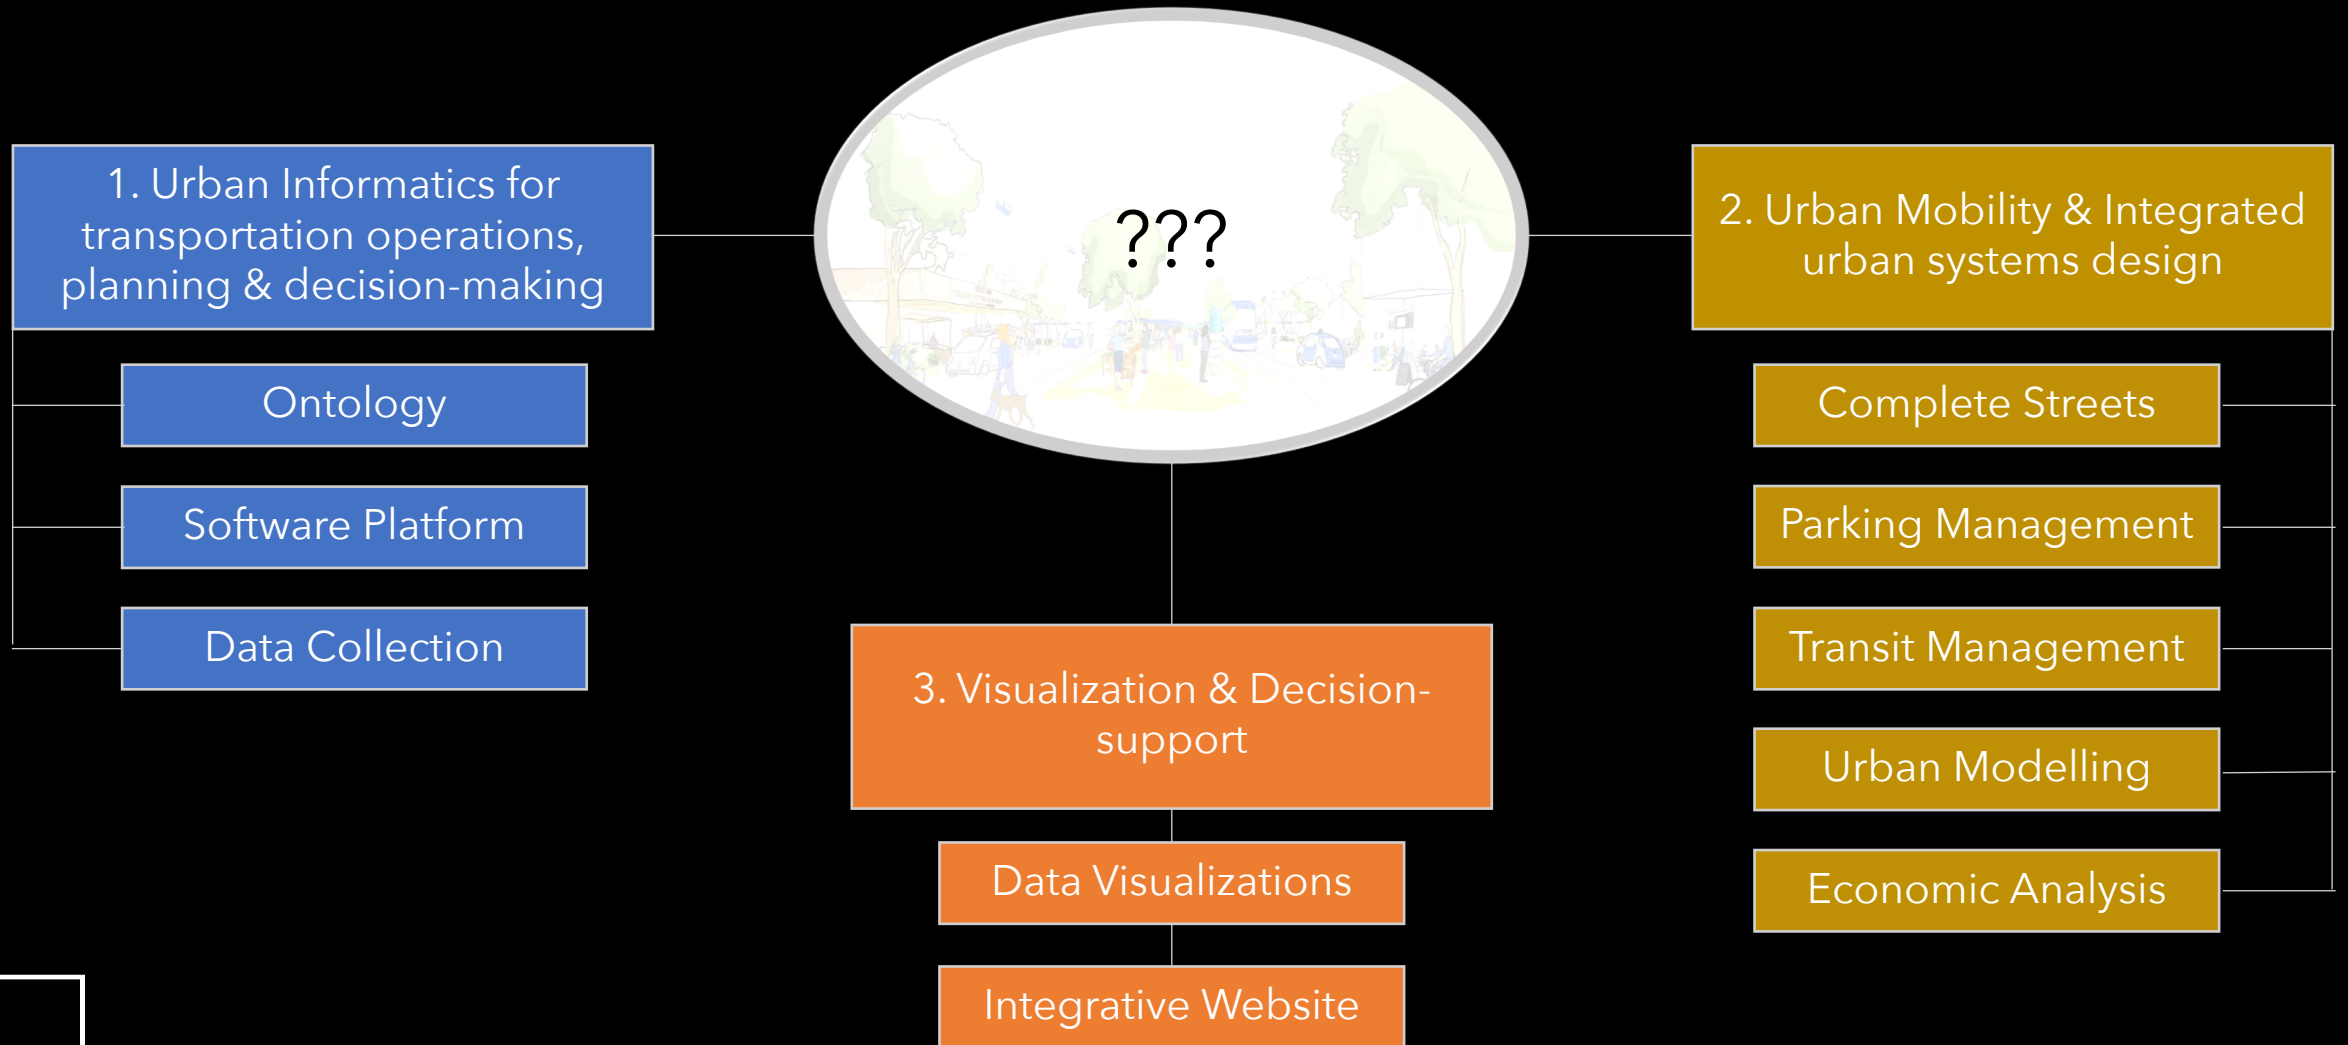 ???
1. Urban Informatics for
transportation operations,
planning & decision-making
Ontology
Software Platform
Data Collection
2. Urban Mobility & Integrated
urban systems design
Complete Streets
Parking Management
Transit Management
Urban Modelling
Economic Analysis
3. Visualization & Decision-
support
Data Visualizations
Integrative Website